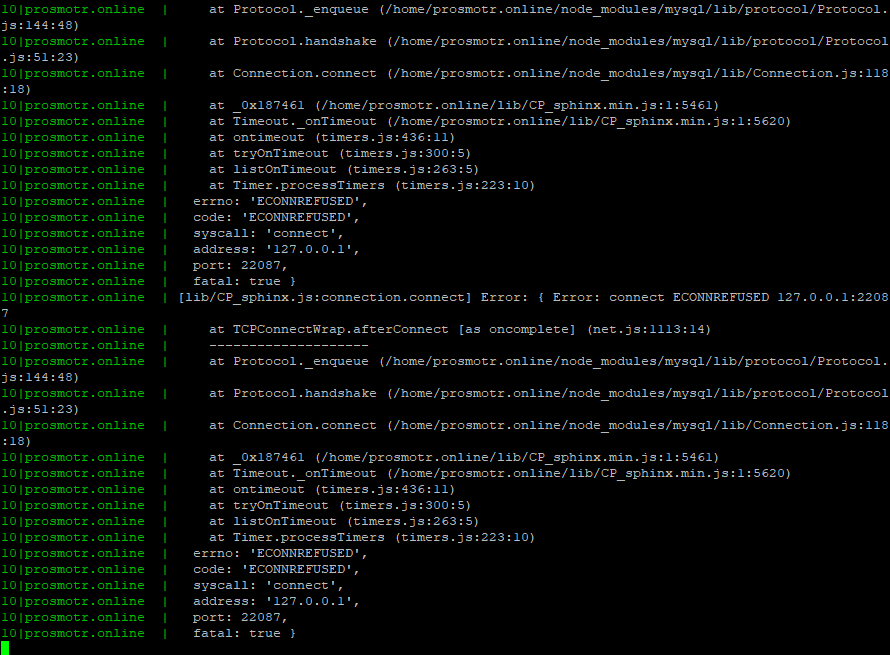 10|prosmotr.online  |     at Protocol._enqueue (/home/prosmotr.online/node_modules/mysql/lib/protocol/Protocol.
js:144:48)
10|prosmotr.online  |     at Protocol.handshake (/home/prosmotr.online/node_modules/mysql/lib/protocol/Protocol
.js:51:23)
10|prosmotr.online  |     at Connection.connect (/home/prosmotr.online/node_modules/mysql/lib/Connection.js:118
:18)
10|prosmotr.online  |     at _0x187461 (/home/prosmotr.online/lib/CP_sphinx.min.js:1:5461)
10|prosmotr.online  |     at Timeout._onTimeout (/home/prosmotr.online/lib/CP_sphinx.min.js:1:5620)
10|prosmotr.online  |     at ontimeout (timers.js:436:11)
10|prosmotr.online  |     at tryOnTimeout (timers.js:300:5)
10|prosmotr.online  |     at listOnTimeout (timers.js:263:5)
10|prosmotr.online  |     at Timer.processTimers (timers.js:223:10)
10|prosmotr.online  |   errno: 'ECONNREFUSED',
10|prosmotr.online  |   code: 'ECONNREFUSED',
10|prosmotr.online  |   syscall: 'connect',
10|prosmotr.online  |   address: '127.0.0.1',
10|prosmotr.online  |   port: 22087,
10|prosmotr.online  |   fatal: true }
10|prosmotr.online  | [lib/CP_sphinx.js:connection.connect] Error: { Error: connect ECONNREFUSED 127.0.0.1:2208
7
10|prosmotr.online  |     at TCPConnectWrap.afterConnect [as oncomplete] (net.js:1113:14)
10|prosmotr.online  |     --------------------
10|prosmotr.online  |     at Protocol._enqueue (/home/prosmotr.online/node_modules/mysql/lib/protocol/Protocol.
js:144:48)
10|prosmotr.online  |     at Protocol.handshake (/home/prosmotr.online/node_modules/mysql/lib/protocol/Protocol
.js:51:23)
10|prosmotr.online  |     at Connection.connect (/home/prosmotr.online/node_modules/mysql/lib/Connection.js:118
:18)
10|prosmotr.online  |     at _0x187461 (/home/prosmotr.online/lib/CP_sphinx.min.js:1:5461)
10|prosmotr.online  |     at Timeout._onTimeout (/home/prosmotr.online/lib/CP_sphinx.min.js:1:5620)
10|prosmotr.online  |     at ontimeout (timers.js:436:11)
10|prosmotr.online  |     at tryOnTimeout (timers.js:300:5)
10|prosmotr.online  |     at listOnTimeout (timers.js:263:5)
10|prosmotr.online  |     at Timer.processTimers (timers.js:223:10)
10|prosmotr.online  |   errno: 'ECONNREFUSED',
10|prosmotr.online  |   code: 'ECONNREFUSED',
10|prosmotr.online  |   syscall: 'connect',
10|prosmotr.online  |   address: '127.0.0.1',
10|prosmotr.online  |   port: 22087,
10|prosmotr.online  |   fatal: true }